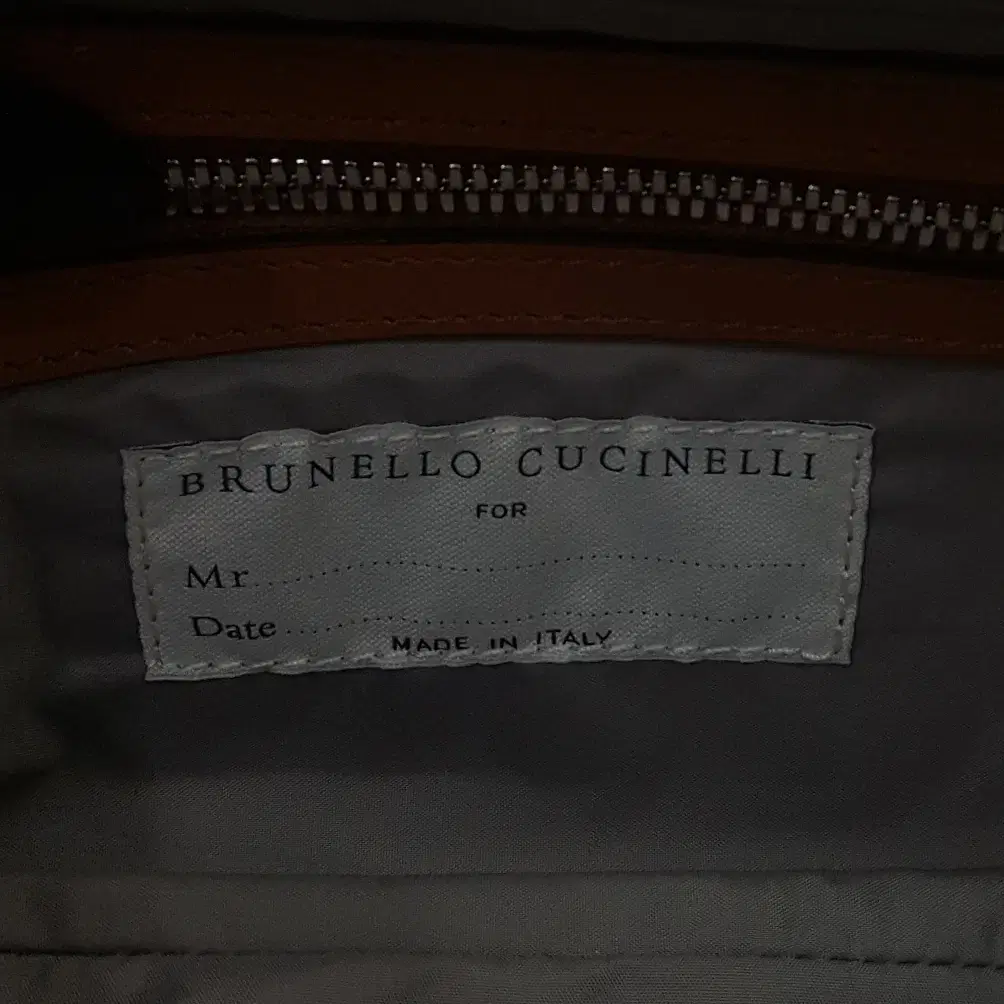 BRUNELLO CUCINELLI
FOR
Mr..............................
Date..............................
MADE IN ITALY